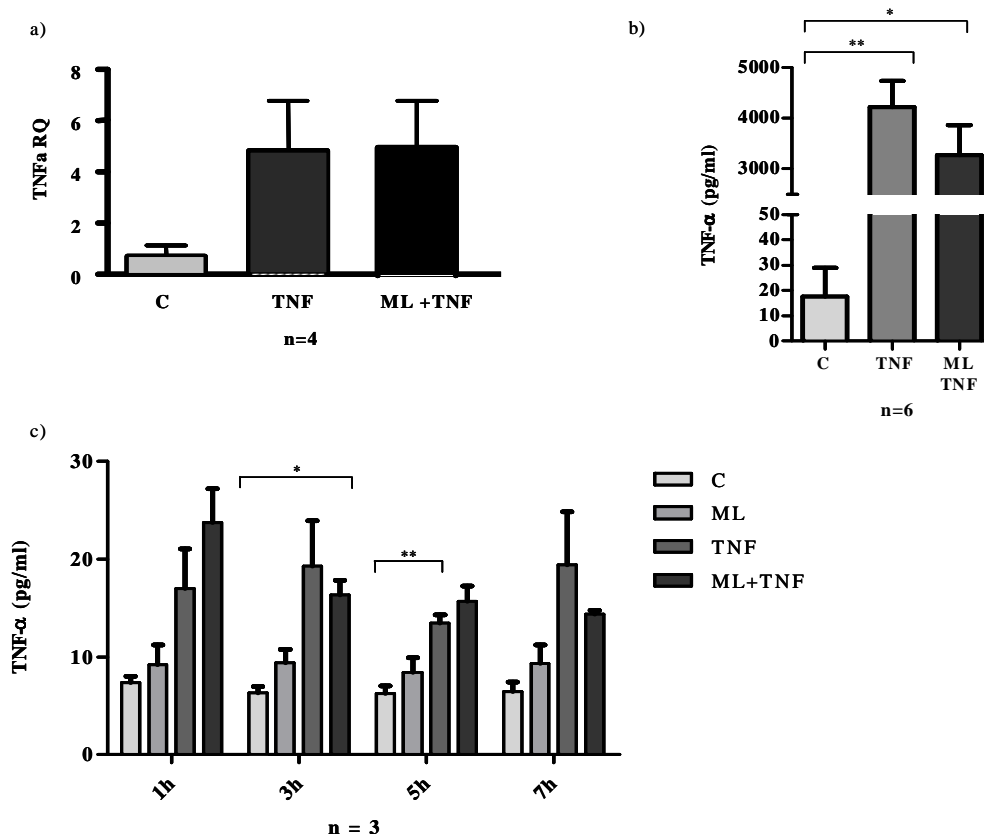 a)
TNFa RQ
8
6
4
2
0
C TNF ML +TNF
n=4
b)
*
**
TNF-α (pg/ml)
5000
4000
3000
50
40
30
20
10
0
C TNF ML
TNF
n=6
c)
TNF-α (pg/ml)
30
20
10
0
*
**
1h 3h 5h 7h
n = 3
C
ML
TNF
ML+TNF